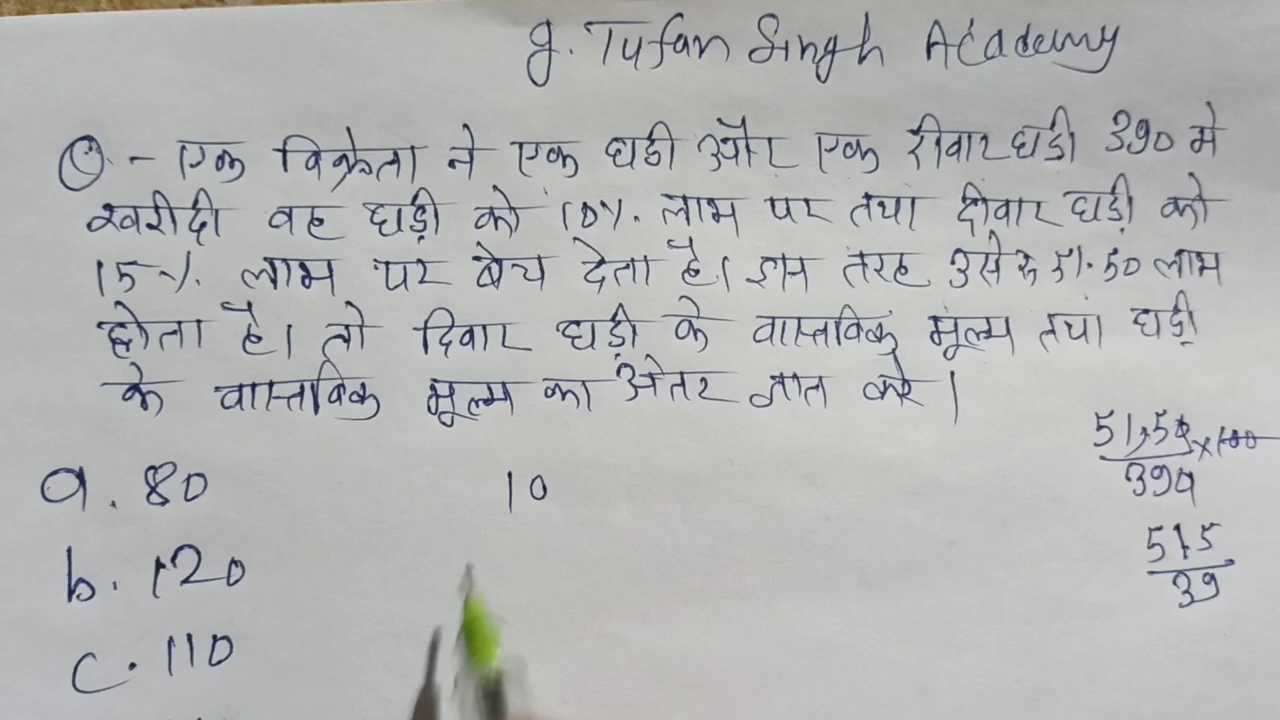 J. Tufan Singh Academy
Q. - एक विक्रेता ने एक घडी और एक दीवार घडी 390 मे
खरीदी वह घड़ी को 10%. लाभ पर तथा दीवार घड़ी को
15%. लाभ पर बेच देता है। इस तरह उसे रु 51.50 लाभ
होता है। तो दिवार घड़ी के वास्तविक मूल्य तथा घड़ी
के वास्तविक मूल्य का अंतर ज्ञात करे।
51.50 × 100
390
515
39
a. 80
10
b. 120
c. 110